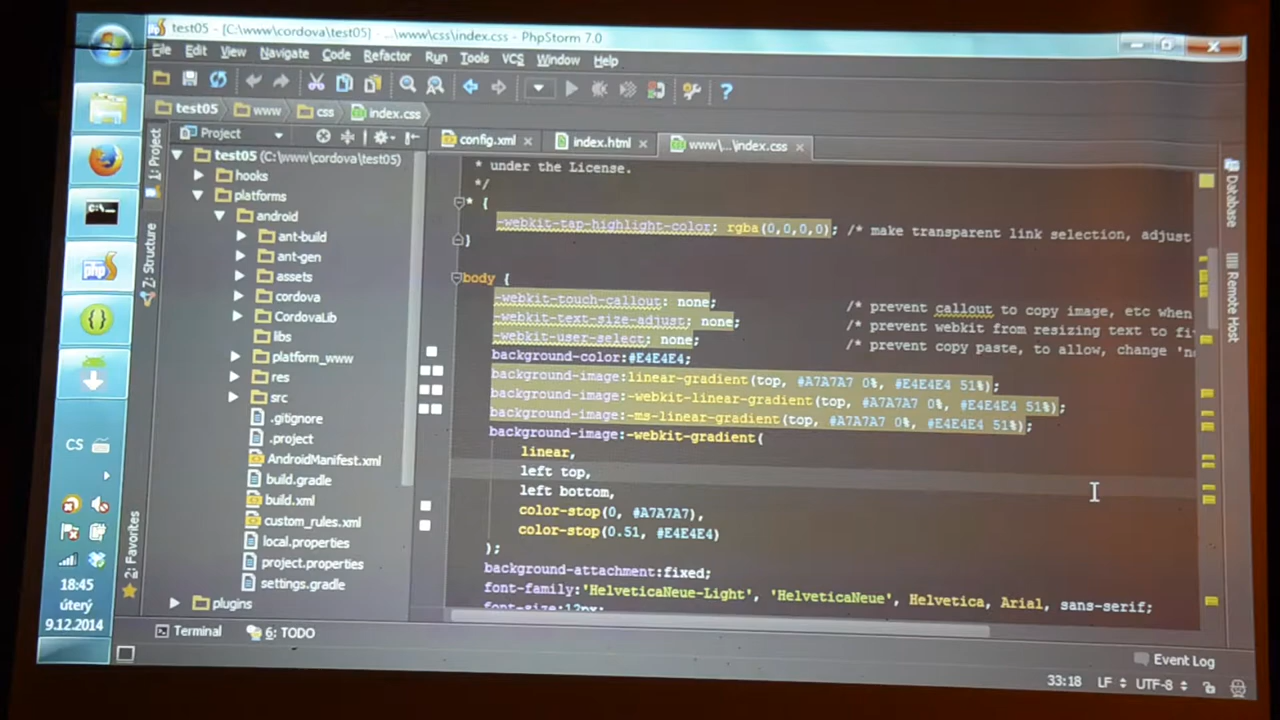 test05 - [C:\www\cordova\test05] - ...\www\css\index.css - PhpStorm 7.0
File Edit View Navigate Code Refactor Run Tools VCS Window Help
test05 www css index.css
Project
config.xml index.html www\...\index.css
1: Project
Z: Structure
2: Favorites
Database
Remote Host
test05 (C:\www\cordova\test05)
hooks
platforms
android
ant-build
ant-gen
assets
cordova
CordovaLib
libs
platform_www
res
src
.gitignore
.project
AndroidManifest.xml
build.gradle
build.xml
custom_rules.xml
local.properties
project.properties
settings.gradle
plugins
* under the License.
*/
* {
-webkit-tap-highlight-color: rgba(0,0,0,0); /* make transparent link selection, adjust
}
body {
-webkit-touch-callout: none; /* prevent callout to copy image, etc when
-webkit-text-size-adjust: none; /* prevent webkit from resizing text to fi
-webkit-user-select: none; /* prevent copy paste, to allow, change 'n
background-color:#E4E4E4;
background-image:linear-gradient(top, #A7A7A7 0%, #E4E4E4 51%);
background-image:-webkit-linear-gradient(top, #A7A7A7 0%, #E4E4E4 51%);
background-image:-ms-linear-gradient(top, #A7A7A7 0%, #E4E4E4 51%);
background-image:-webkit-gradient(
linear,
left top,
left bottom,
color-stop(0, #A7A7A7),
color-stop(0.51, #E4E4E4)
);
background-attachment:fixed;
font-family:'HelveticaNeue-Light', 'HelveticaNeue', Helvetica, Arial, sans-serif;
font-size:12px;
Terminal 6: TODO
Event Log
33:18 LF UTF-8
C:\.
php
CS
18:45
úterý
9.12.2014